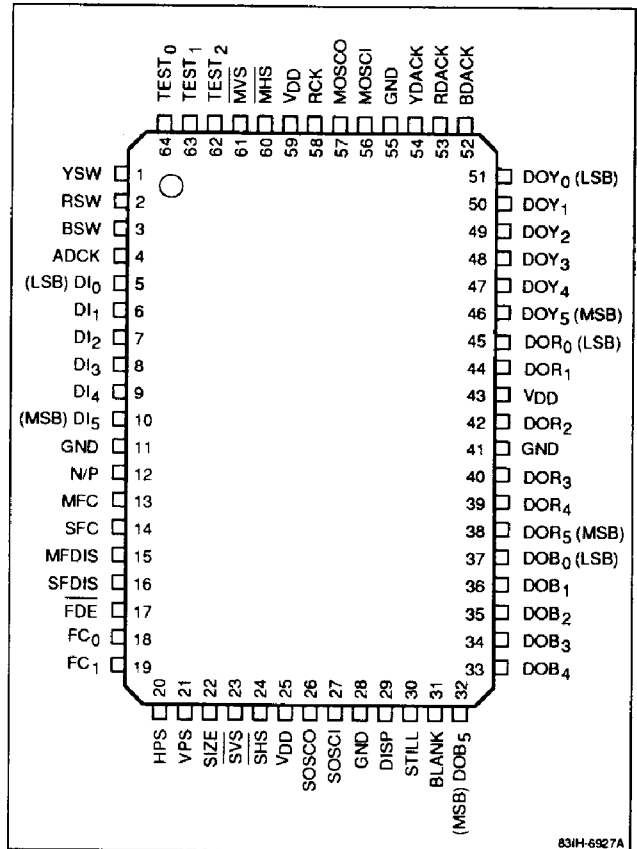 TEST₀
TEST₁
TEST₂
M̅V̅S̅
M̅H̅S̅
VDD
RCK
MOSCO
MOSCI
GND
YDACK
RDACK
BDACK
64 63 62 61 60 59 58 57 56 55 54 53 52
YSW 1
RSW 2
BSW 3
ADCK 4
(LSB) DI₀ 5
DI₁ 6
DI₂ 7
DI₃ 8
DI₄ 9
(MSB) DI₅ 10
GND 11
N/P 12
MFC 13
SFC 14
MFDIS 15
SFDIS 16
F̅D̅E̅ 17
FC₀ 18
FC₁ 19
51 DOY₀ (LSB)
50 DOY₁
49 DOY₂
48 DOY₃
47 DOY₄
46 DOY₅ (MSB)
45 DOR₀ (LSB)
44 DOR₁
43 VDD
42 DOR₂
41 GND
40 DOR₃
39 DOR₄
38 DOR₅ (MSB)
37 DOB₀ (LSB)
36 DOB₁
35 DOB₂
34 DOB₃
33 DOB₄
20 21 22 23 24 25 26 27 28 29 30 31 32
HPS
VPS
SIZE
S̅V̅S̅
S̅H̅S̅
VDD
SOSCO
SOSCI
GND
DISP
STILL
BLANK
(MSB) DOB₅
83IH-6927A